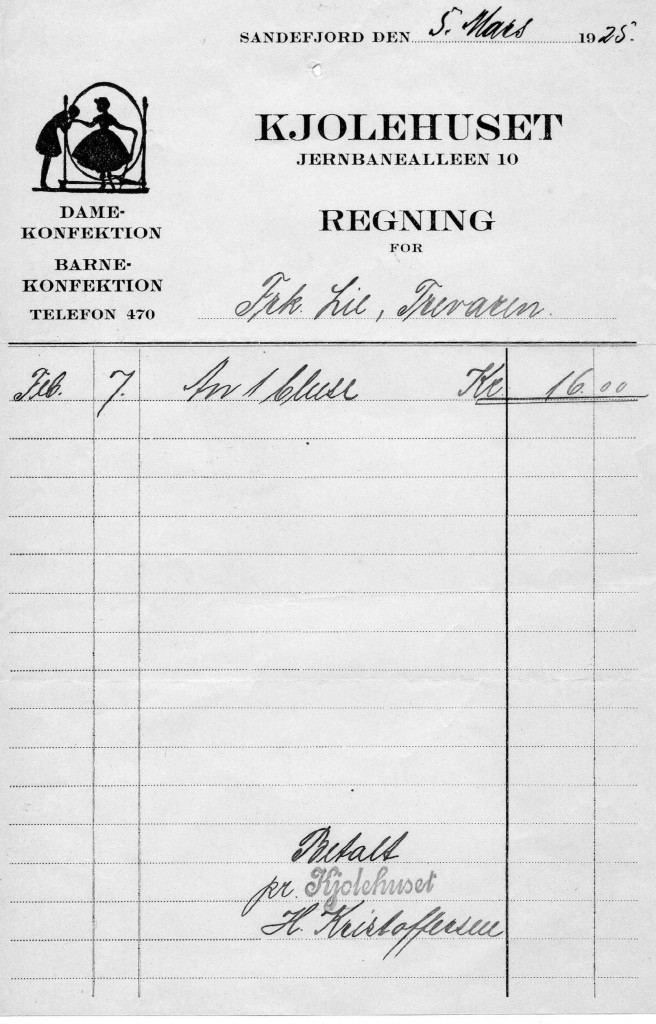 SANDEFJORD DEN 5. Mars 1925.
KJOLEHUSET
JERNBANEALLEEN 10
DAME-
KONFEKTION
BARNE-
KONFEKTION
TELEFON 470
REGNING
FOR
Frk. Lie, Trevaren.
Feb. 7. An 1 bluse Kr. 16.00
Betalt
pr. Kjolehuset
H. Kristoffersen